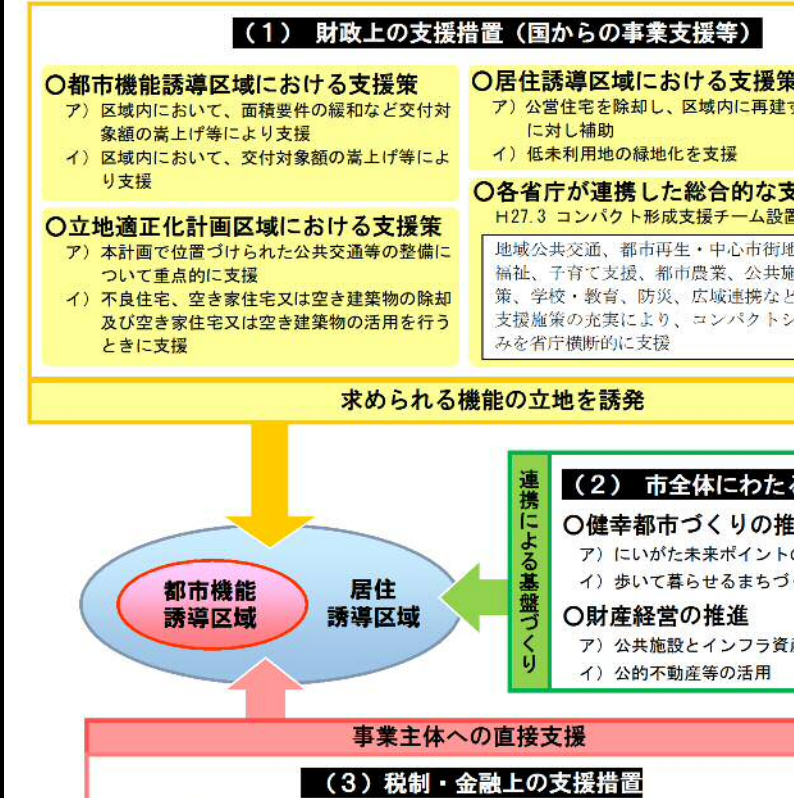 （１） 財政上の支援措置（国からの事業支援等）
○都市機能誘導区域における支援策
ア）区域内において、面積要件の緩和など交付対
象額の嵩上げ等により支援
イ）区域内において、交付対象額の嵩上げ等によ
り支援
○立地適正化計画区域における支援策
ア）本計画で位置づけられた公共交通等の整備に
ついて重点的に支援
イ）不良住宅、空き家住宅又は空き建築物の除却
及び空き家住宅又は空き建築物の活用を行う
ときに支援
○居住誘導区域における支援策
ア）公営住宅を除却し、区域内に再建す
に対し補助
イ）低未利用地の緑地化を支援
○各省庁が連携した総合的な支
H27.3 コンパクト形成支援チーム設置
地域公共交通、都市再生・中心市街地
福祉、子育て支援、都市農業、公共施
策、学校・教育、防災、広域連携など
支援施策の充実により、コンパクトシ
みを省庁横断的に支援
求められる機能の立地を誘発
都市機能
誘導区域
居住
誘導区域
連携による基盤づくり
（２） 市全体にわたる
○健幸都市づくりの推
ア）にいがた未来ポイントの
イ）歩いて暮らせるまちづ
○財産経営の推進
ア）公共施設とインフラ資産
イ）公的不動産等の活用
事業主体への直接支援
（３）税制・金融上の支援措置